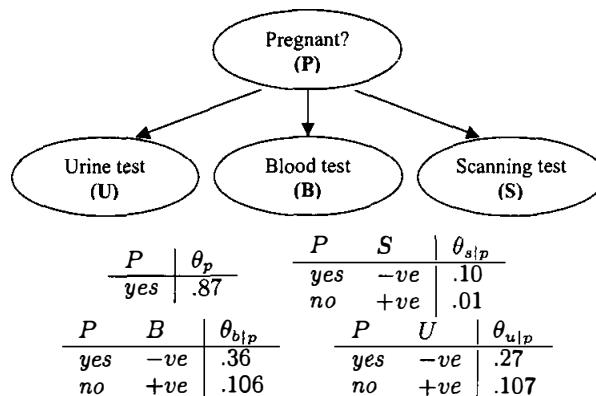 Pregnant?
(P)
Urine test
(U)
Blood test
(B)
Scanning test
(S)
P θp
yes .87
P S θs|p
yes −ve .10
no +ve .01
P B θb|p
yes −ve .36
no +ve .106
P U θu|p
yes −ve .27
no +ve .107